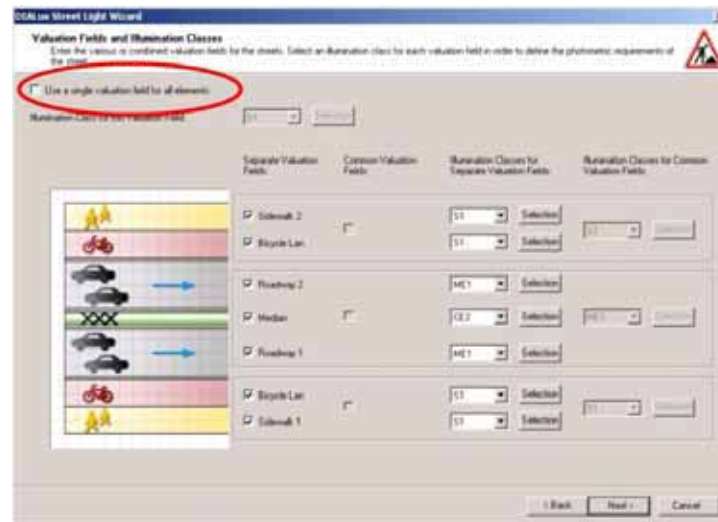 DIALux Street Light Wizard
Valuation Fields and Illumination Classes
Enter the various or combined valuation fields for the streets. Select an illumination class for each valuation field in order to define the photometric requirements of
the street.
Use a single valuation field for all elements
Illumination Class for this Valuation Field:
S1 Selection
Separate Valuation Fields:
Common Valuation Fields:
Illumination Classes for Separate Valuation Fields:
Illumination Classes for Common Valuation Fields:
Sidewalk 2 S1 Selection
Bicycle Lan S1 Selection
Roadway 2 ME1 Selection
Median CE2 Selection
Roadway 1 ME1 Selection
Bicycle Lan S1 Selection
Sidewalk 1 S1 Selection
< Back Next > Cancel